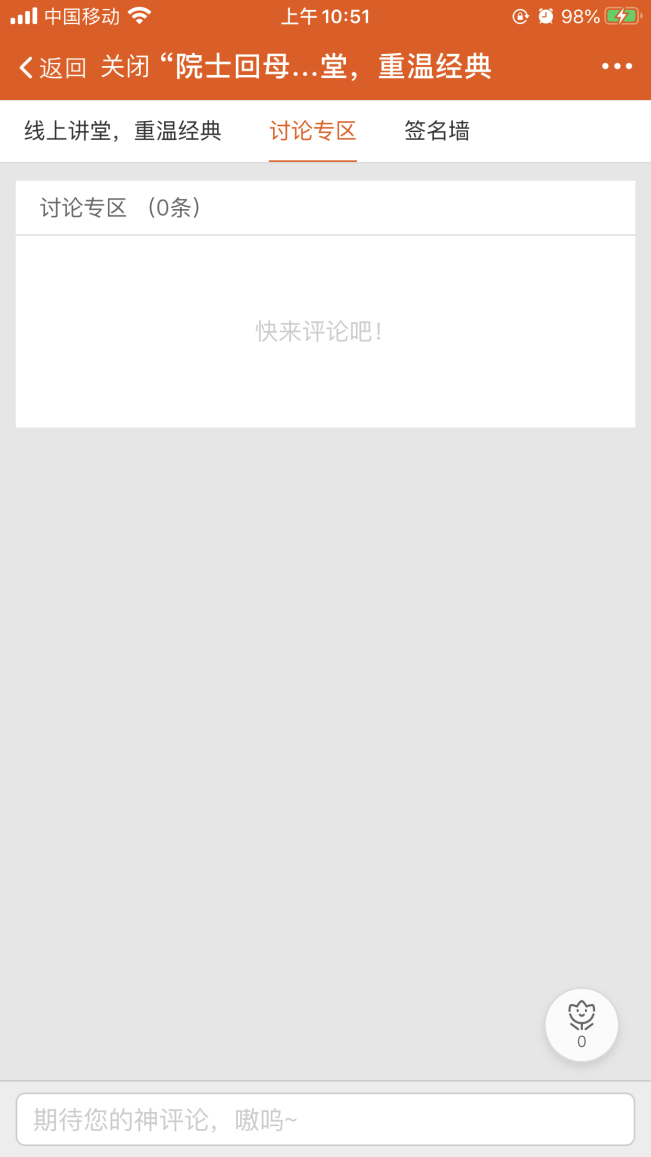 中国移动 上午10:51 98%
返回 关闭 “院士回母...堂，重温经典
线上讲堂，重温经典 讨论专区 签名墙
讨论专区 （0条）
快来评论吧！
0
期待您的神评论，嗷呜~